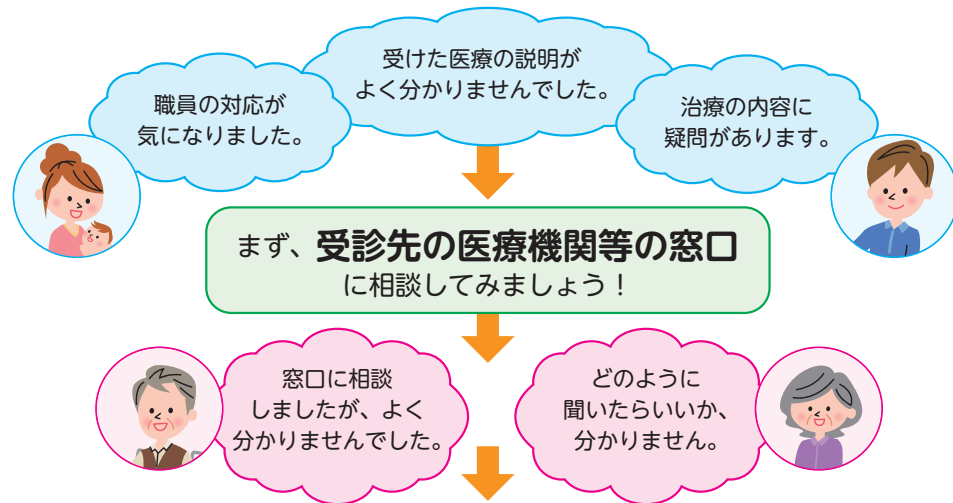 受けた医療の説明が
よく分かりませんでした。
職員の対応が
気になりました。
治療の内容に
疑問があります。
まず、受診先の医療機関等の窓口
に相談してみましょう！
窓口に相談
しましたが、よく
分かりませんでした。
どのように
聞いたらいいか、
分かりません。